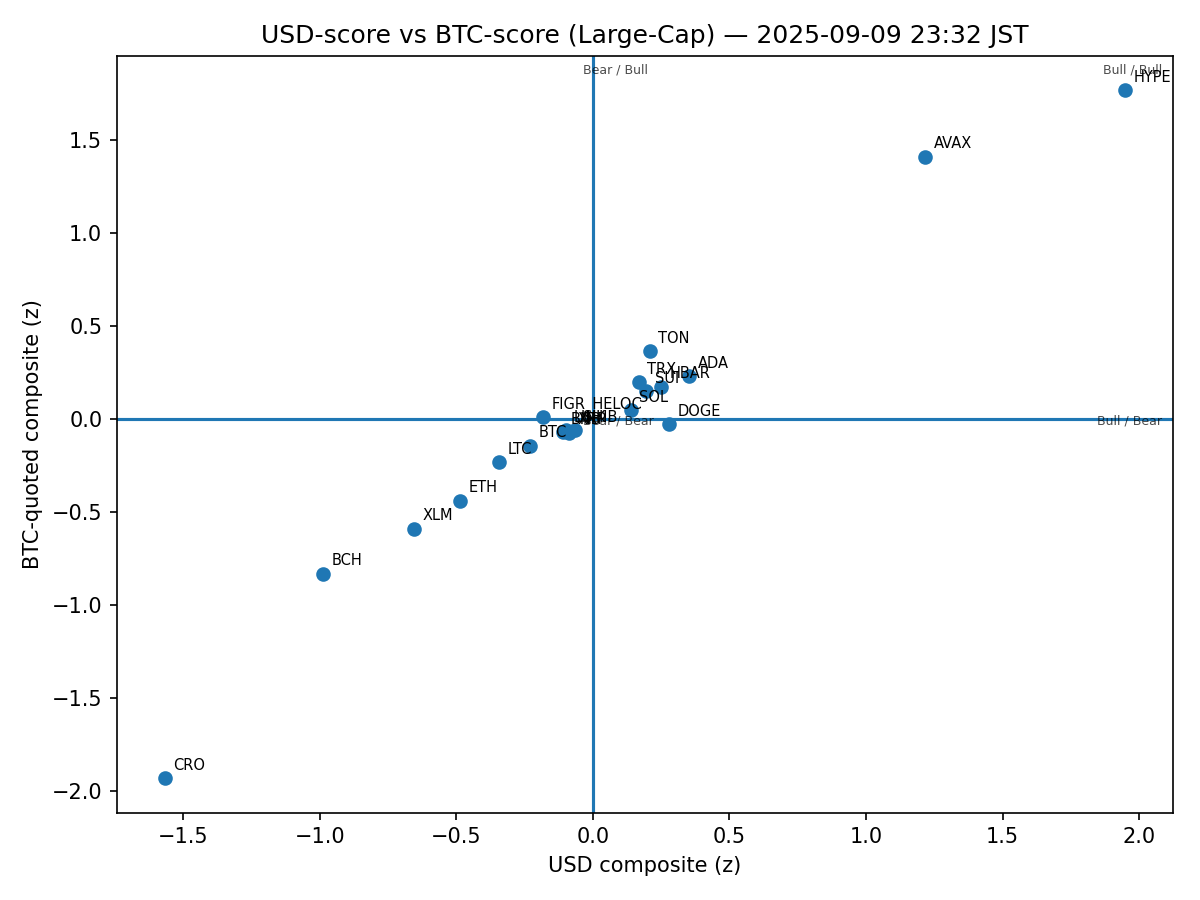 USD-score vs BTC-score (Large-Cap) — 2025-09-09 23:32 JST
Bear / Bull
Bull / Bull
HYPE
AVAX
TON
ADA
TRX
HBAR
SUI
SOL
FIGR_HELOC
DOGE
Bull / Bear
BTC
LTC
ETH
XLM
BCH
CRO
1.5
1.0
0.5
0.0
−0.5
−1.0
−1.5
−2.0
−1.5
−1.0
−0.5
0.0
0.5
1.0
1.5
2.0
USD composite (z)
BTC-quoted composite (z)